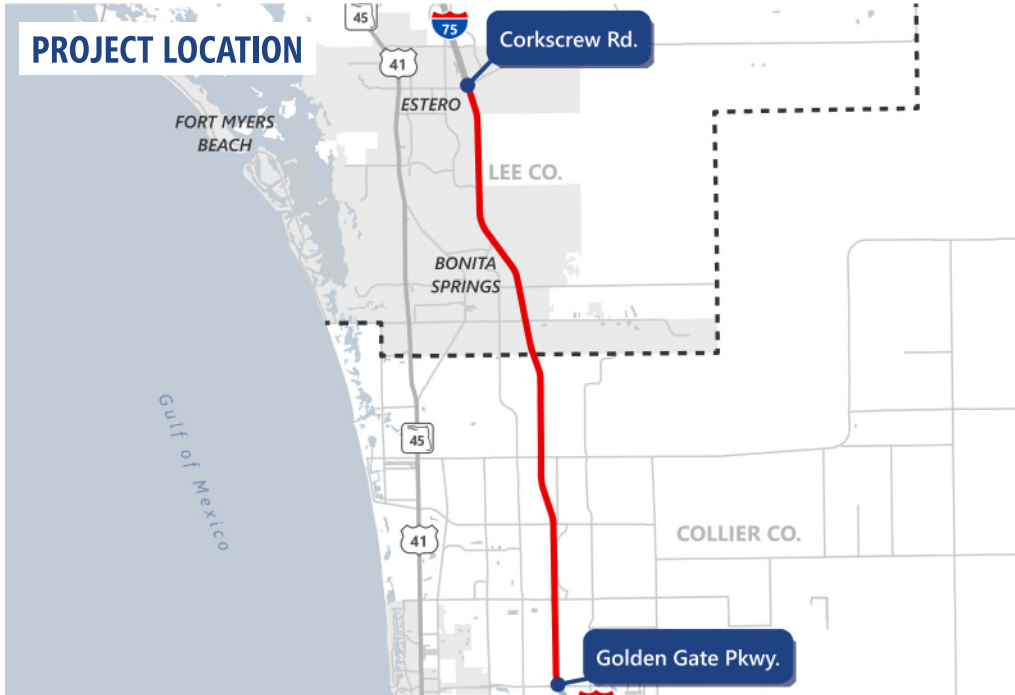 PROJECT LOCATION
45
75
Corkscrew Rd.
41
ESTERO
FORT MYERS
BEACH
LEE CO.
BONITA
SPRINGS
Gulf of Mexico
45
41
COLLIER CO.
Golden Gate Pkwy.